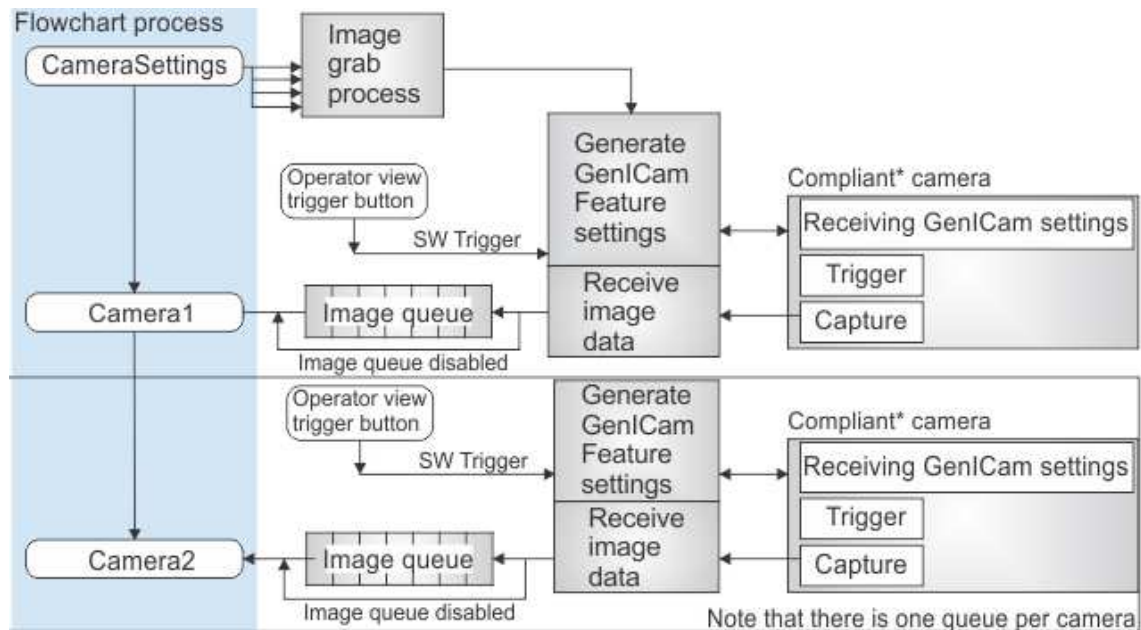 Flowchart process
CameraSettings
Image
grab
process
Generate
GenICam
Feature
settings
Operator view
trigger button
SW Trigger
Compliant* camera
Receiving GenICam settings
Trigger
Capture
Camera1
Image queue
Image queue disabled
Receive
image
data
Operator view
trigger button
SW Trigger
Generate
GenICam
Feature
settings
Compliant* camera
Receiving GenICam settings
Trigger
Capture
Camera2
Image queue
Image queue disabled
Receive
image
data
Note that there is one queue per camera